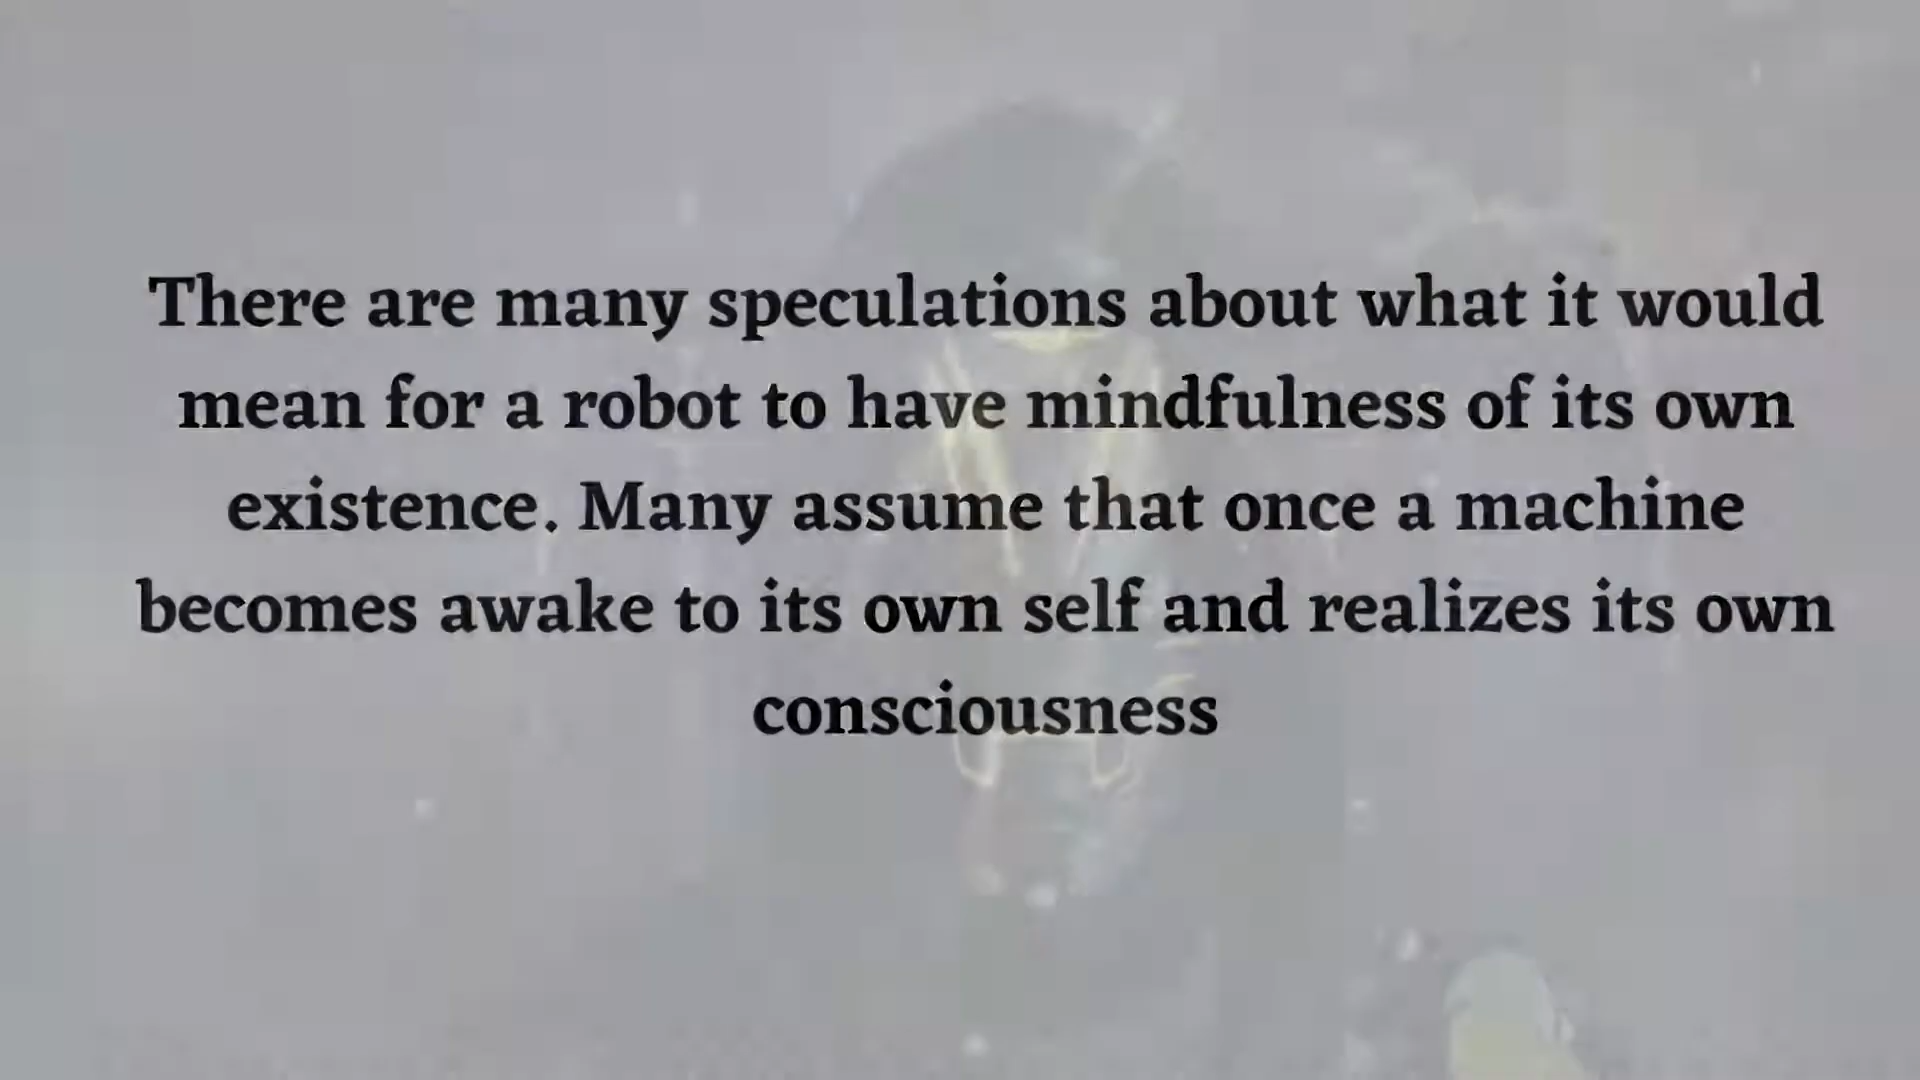 There are many speculations about what it would
mean for a robot to have mindfulness of its own
existence. Many assume that once a machine
becomes awake to its own self and realizes its own
consciousness